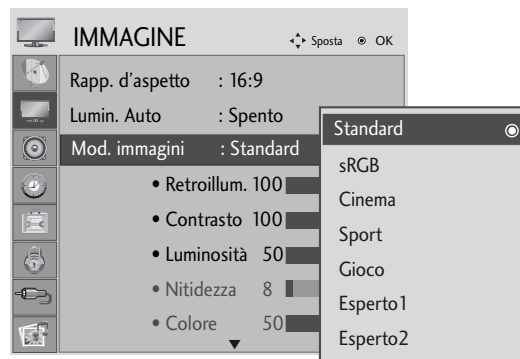 IMMAGINE
Sposta OK
Rapp. d'aspetto : 16:9
Lumin. Auto : Spento
Mod. immagini : Standard
• Retroillum. 100
• Contrasto 100
• Luminosità 50
• Nitidezza 8
• Colore 50
Standard
sRGB
Cinema
Sport
Gioco
Esperto1
Esperto2